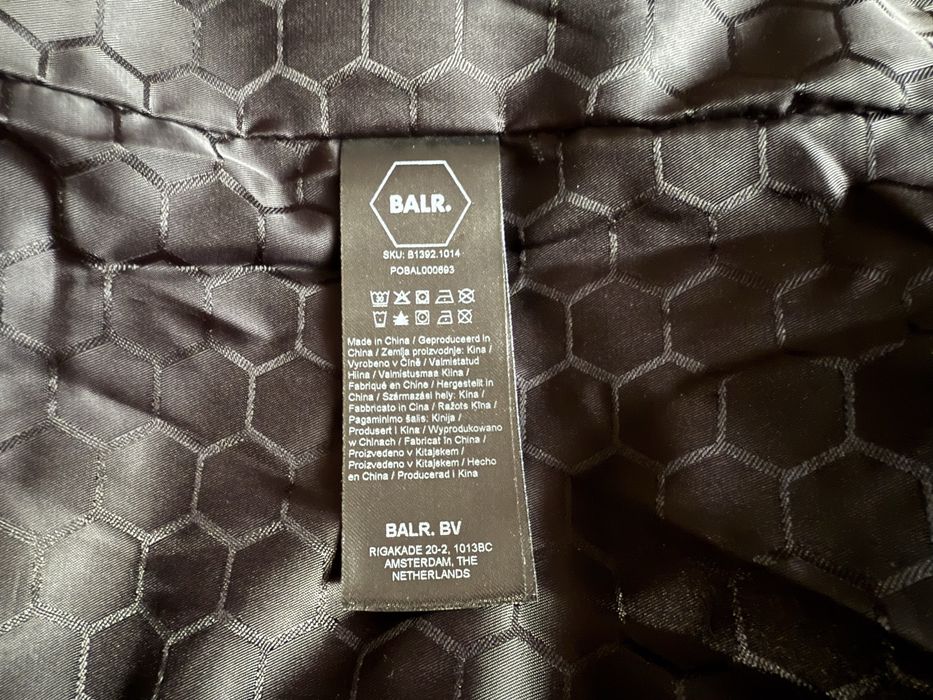 BALR.
SKU: B1392.1014
POBAL000693
Made in China / Geproduceerd in
China / Zemlja proizvodnje: Kina /
Vyrobeno v Číně / Valmistatud
Hiina / Valmistusmaa Kiina /
Fabriqué en Chine / Hergestellt in
China / Származási hely: Kína /
Fabbricato in Cina / Ražots Ķīna /
Pagaminimo šalis: Kinija /
Produsert i Kina / Wyprodukowano
w Chinach / Fabricat în China /
Proizvedeno v Kitajskem /
Proizvedeno v Kitajskem / Hecho
en China / Producerad i Kina
BALR. BV
RIGAKADE 20-2, 1013BC
AMSTERDAM, THE
NETHERLANDS